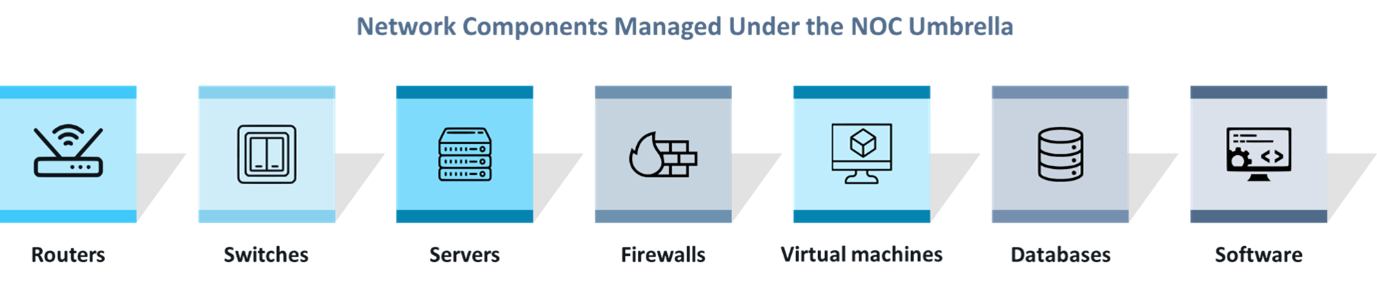 Network Components Managed Under the NOC Umbrella
Routers
Switches
Servers
Firewalls
Virtual machines
Databases
Software